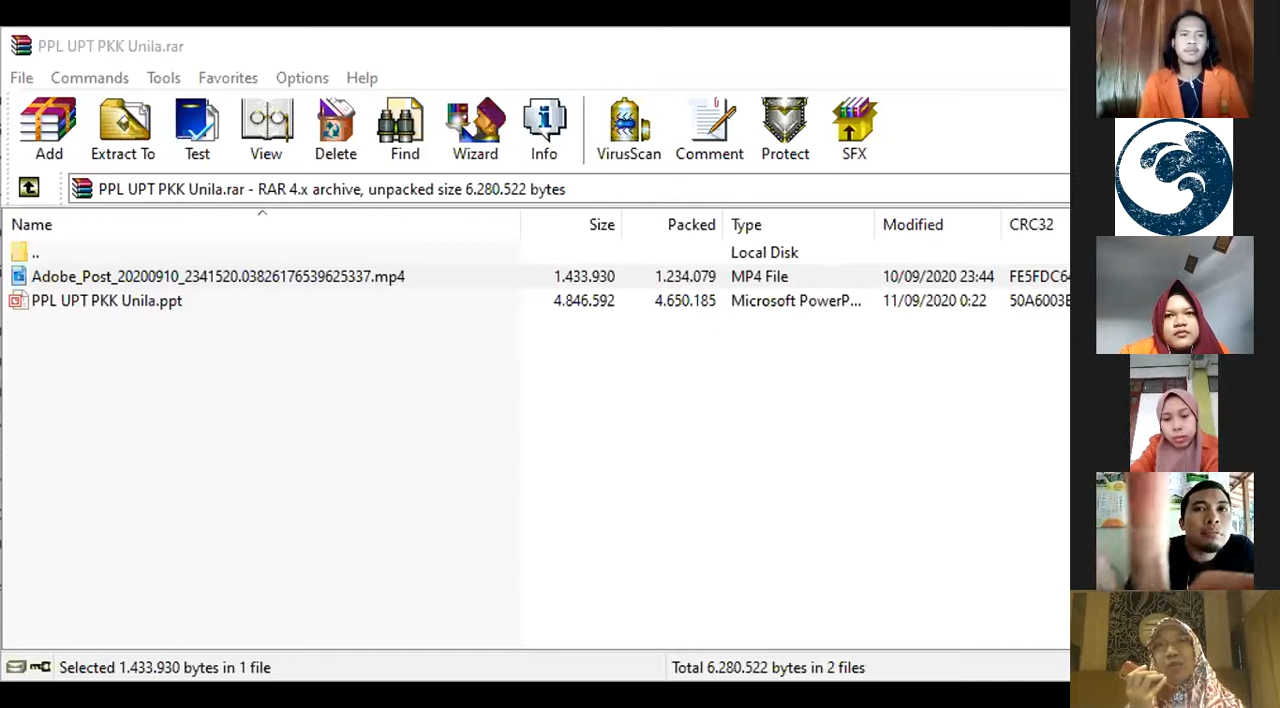 PPL UPT PKK Unila.rar
File Commands Tools Favorites Options Help
Add Extract To Test View Delete Find Wizard Info VirusScan Comment Protect SFX
PPL UPT PKK Unila.rar - RAR 4.x archive, unpacked size 6.280.522 bytes
Name Size Packed Type Modified CRC32
.. Local Disk
Adobe_Post_20200910_2341520.03826176539625337.mp4 1.433.930 1.234.079 MP4 File 10/09/2020 23:44
PPL UPT PKK Unila.ppt 4.846.592 4.650.185 Microsoft PowerP... 11/09/2020 0:22
Selected 1.433.930 bytes in 1 file Total 6.280.522 bytes in 2 files